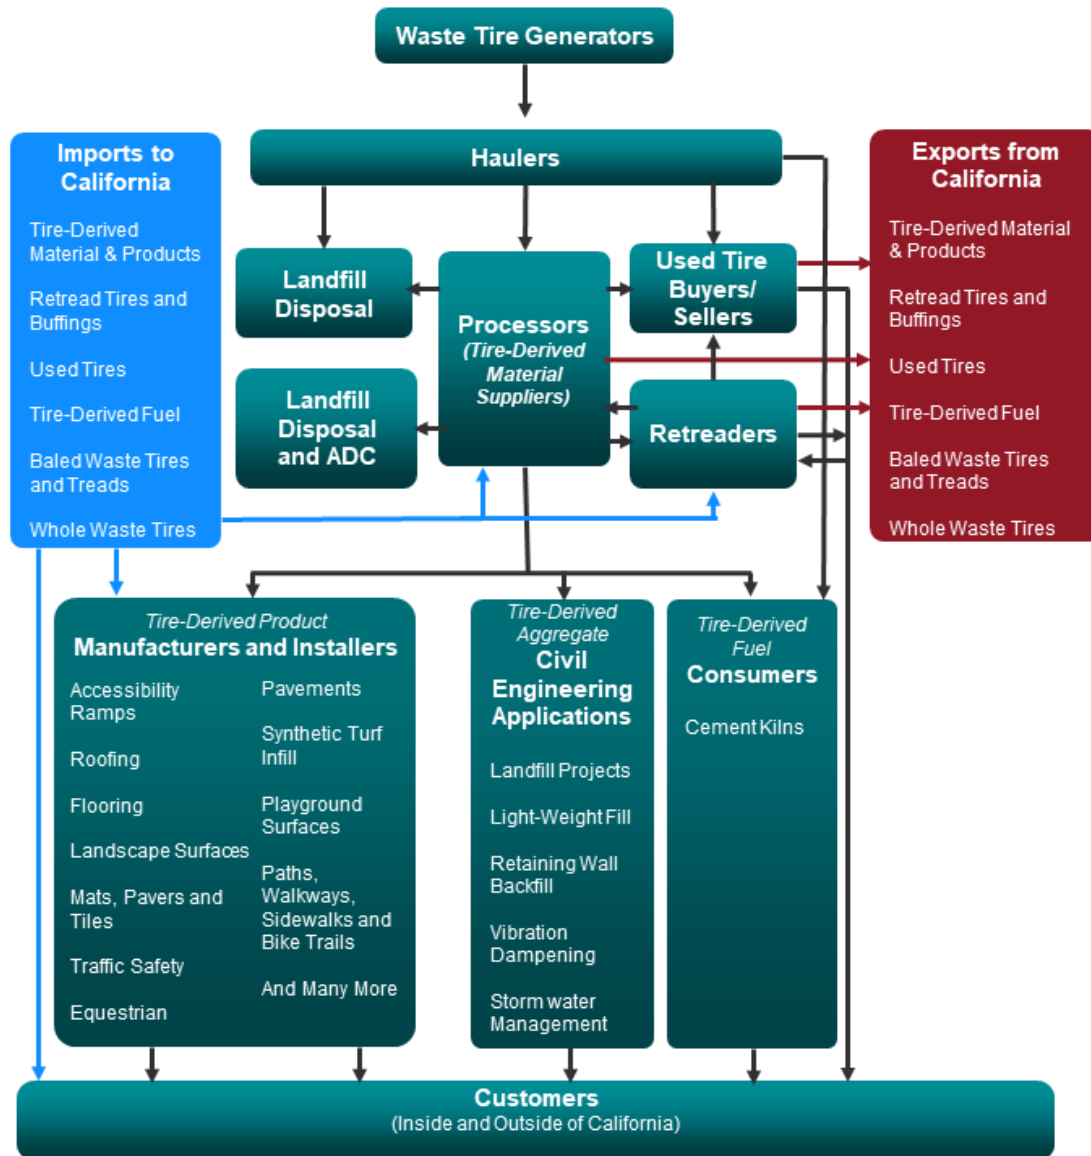 Waste Tire Generators
Haulers
Imports to
California
Tire-Derived
Material & Products
Retread Tires and
Buffings
Used Tires
Tire-Derived Fuel
Baled Waste Tires
and Treads
Whole Waste Tires
Landfill
Disposal
Landfill
Disposal
and ADC
Processors
(Tire-Derived
Material
Suppliers)
Used Tire
Buyers/
Sellers
Retreaders
Exports from
California
Tire-Derived Material
& Products
Retread Tires and
Buffings
Used Tires
Tire-Derived Fuel
Baled Waste Tires
and Treads
Whole Waste Tires
Tire-Derived Product
Manufacturers and Installers
Accessibility
Ramps
Roofing
Flooring
Landscape Surfaces
Mats, Pavers and
Tiles
Traffic Safety
Equestrian
Pavements
Synthetic Turf
Infill
Playground
Surfaces
Paths,
Walkways,
Sidewalks and
Bike Trails
And Many More
Tire-Derived
Aggregate
Civil
Engineering
Applications
Landfill Projects
Light-Weight Fill
Retaining Wall
Backfill
Vibration
Dampening
Storm water
Management
Tire-Derived
Fuel
Consumers
Cement Kilns
Customers
(Inside and Outside of California)